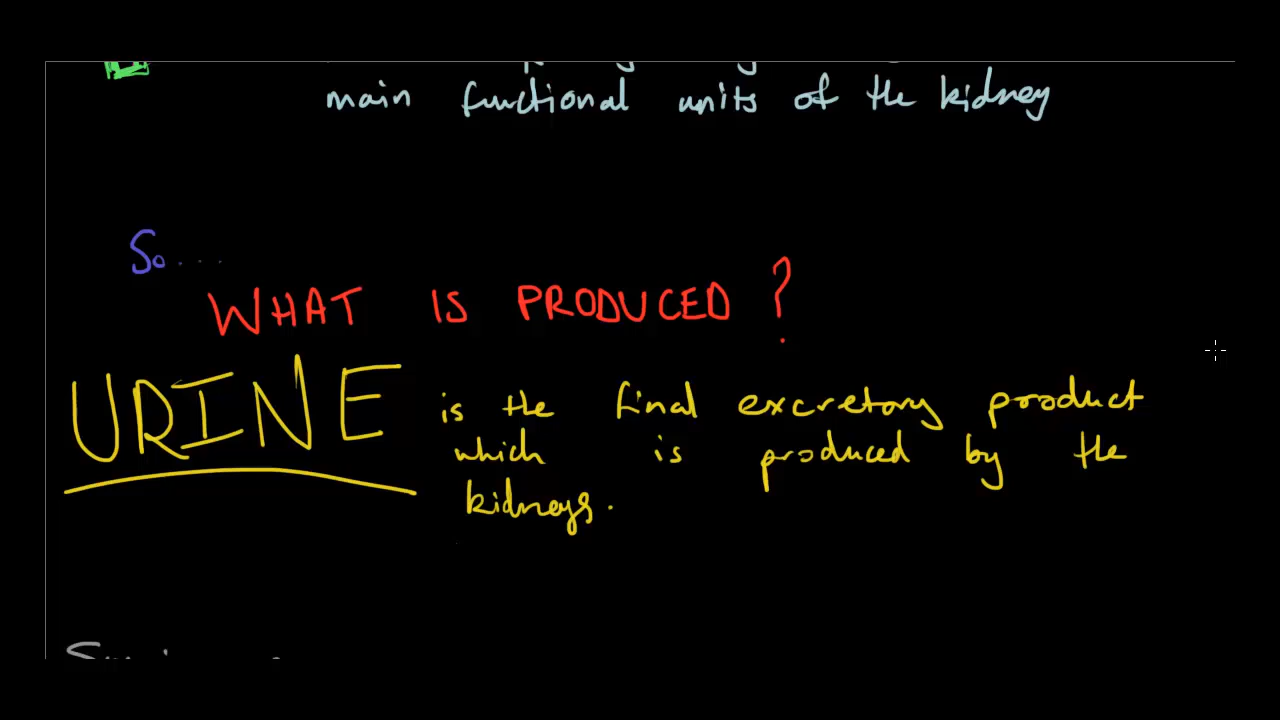 main functional units of the kidney
So....
WHAT IS PRODUCED?
URINE is the final excretory product
which is produced by the
kidneys.